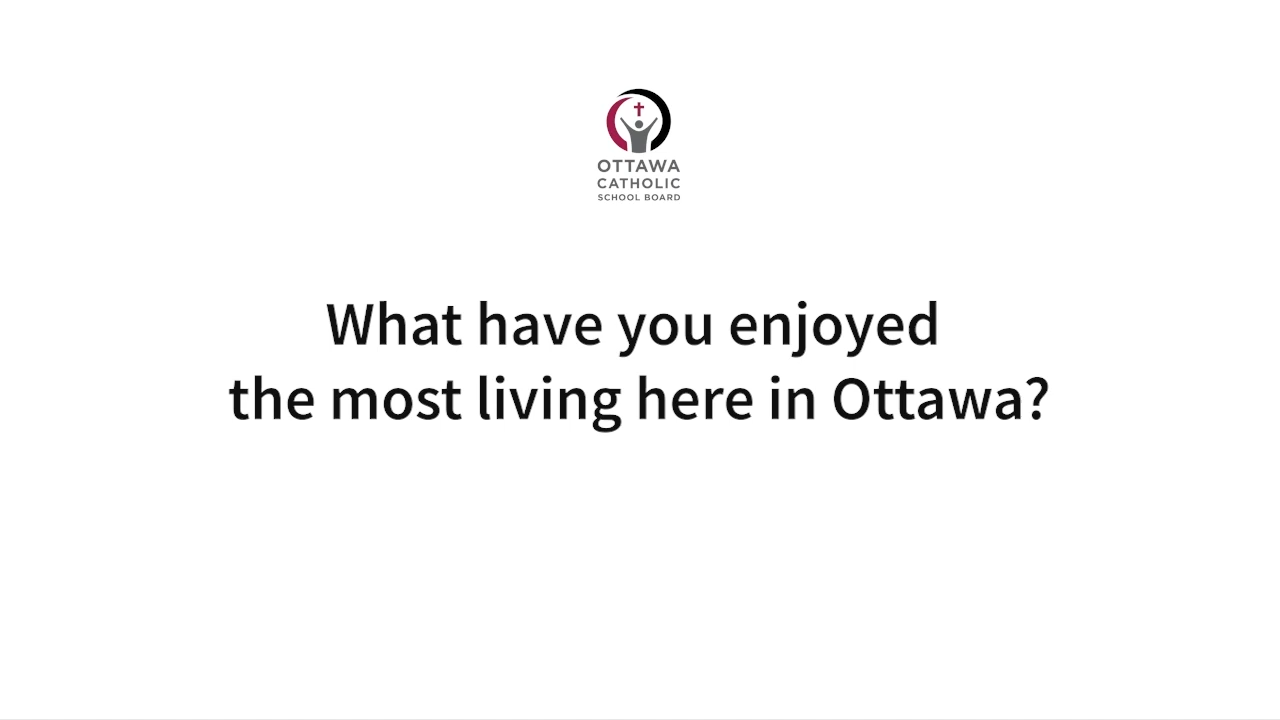 OTTAWA
CATHOLIC
SCHOOL BOARD
What have you enjoyed
the most living here in Ottawa?